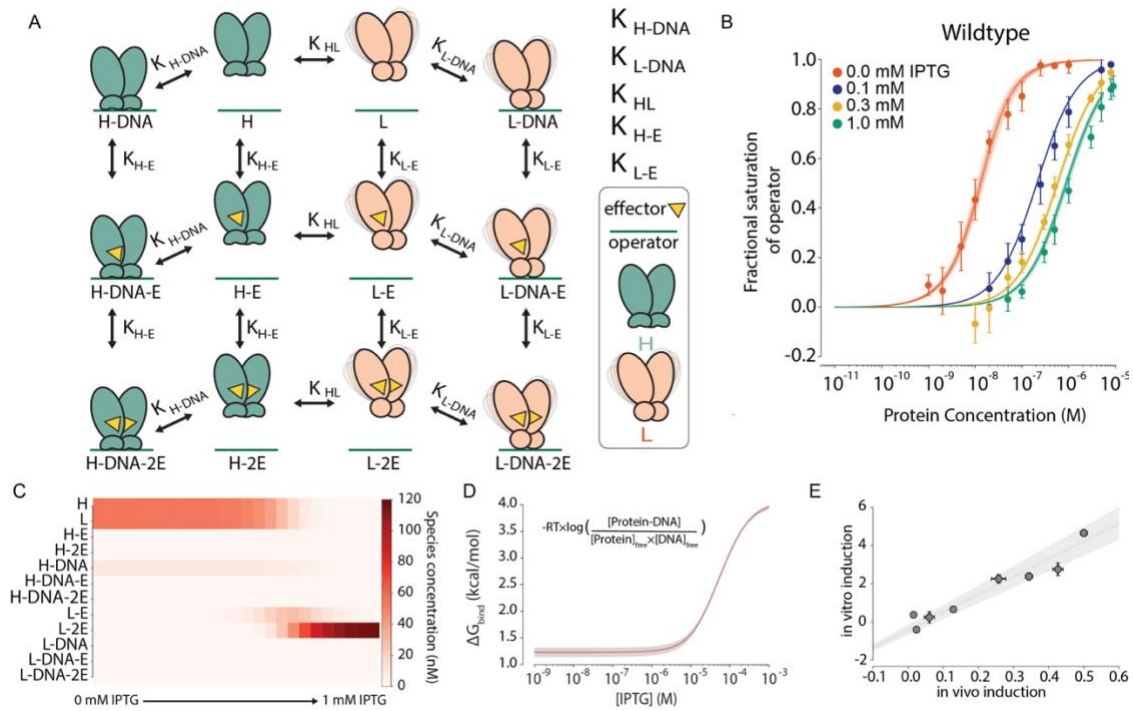 A
K H-DNA
K HL
K L-DNA
H-DNA
H
L
L-DNA
K H-E
K H-E
K L-E
K L-E
K H-DNA
K HL
K L-DNA
H-DNA-E
H-E
L-E
L-DNA-E
K H-E
K H-E
K L-E
K L-E
K H-DNA
K HL
K L-DNA
H-DNA-2E
H-2E
L-2E
L-DNA-2E
K H-DNA
K L-DNA
K HL
K H-E
K L-E
effector
operator
H
L
B
Wildtype
0.0 mM IPTG
0.1 mM
0.3 mM
1.0 mM
Fractional saturation
of operator
1.0
0.8
0.6
0.4
0.2
0.0
-0.2
10^-11 10^-10 10^-9 10^-8 10^-7 10^-6 10^-5
Protein Concentration (M)
C
H
L
H-E
H-2E
H-DNA
H-DNA-E
H-DNA-2E
L-E
L-2E
L-DNA
L-DNA-E
L-DNA-2E
0 mM IPTG
1 mM IPTG
120
100
80
60
40
20
0
Species concentration (nM)
D
-RT×log( [Protein-DNA] / [Protein]free×[DNA]free )
ΔGbind (kcal/mol)
4.0
3.5
3.0
2.5
2.0
1.5
1.0
10^-9 10^-8 10^-7 10^-6 10^-5 10^-4 10^-3
[IPTG] (M)
E
in vitro induction
6
4
2
0
-2
-0.1 0.0 0.1 0.2 0.3 0.4 0.5 0.6
in vivo induction